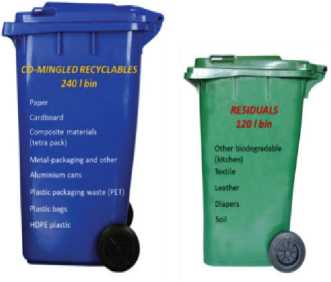 CO-MINGLED RECYCLABLES
240 l bin
Paper
Cardboard
Composite materials
(tetra pack)
Metal-packaging and other
Aluminium cans
Plastic packaging waste (PET)
Plastic bags
HDPE plastic
RESIDUALS
120 l bin
Other biodegradable
(kitchen)
Textile
Leather
Diapers
Soil